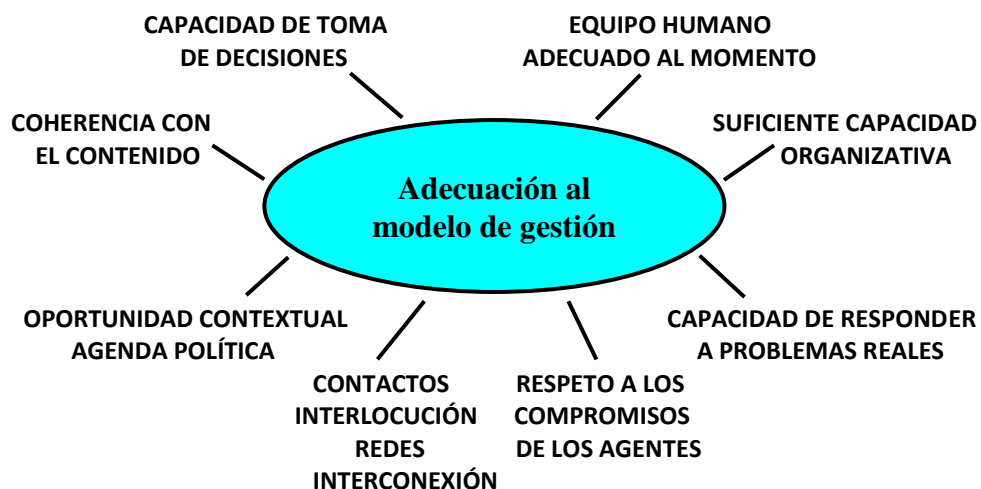 CAPACIDAD DE TOMA
DE DECISIONES
EQUIPO HUMANO
ADECUADO AL MOMENTO
COHERENCIA CON
EL CONTENIDO
SUFICIENTE CAPACIDAD
ORGANIZATIVA
Adecuación al
modelo de gestión
OPORTUNIDAD CONTEXTUAL
AGENDA POLÍTICA
CAPACIDAD DE RESPONDER
A PROBLEMAS REALES
CONTACTOS
INTERLOCUCIÓN
REDES
INTERCONEXIÓN
RESPETO A LOS
COMPROMISOS
DE LOS AGENTES